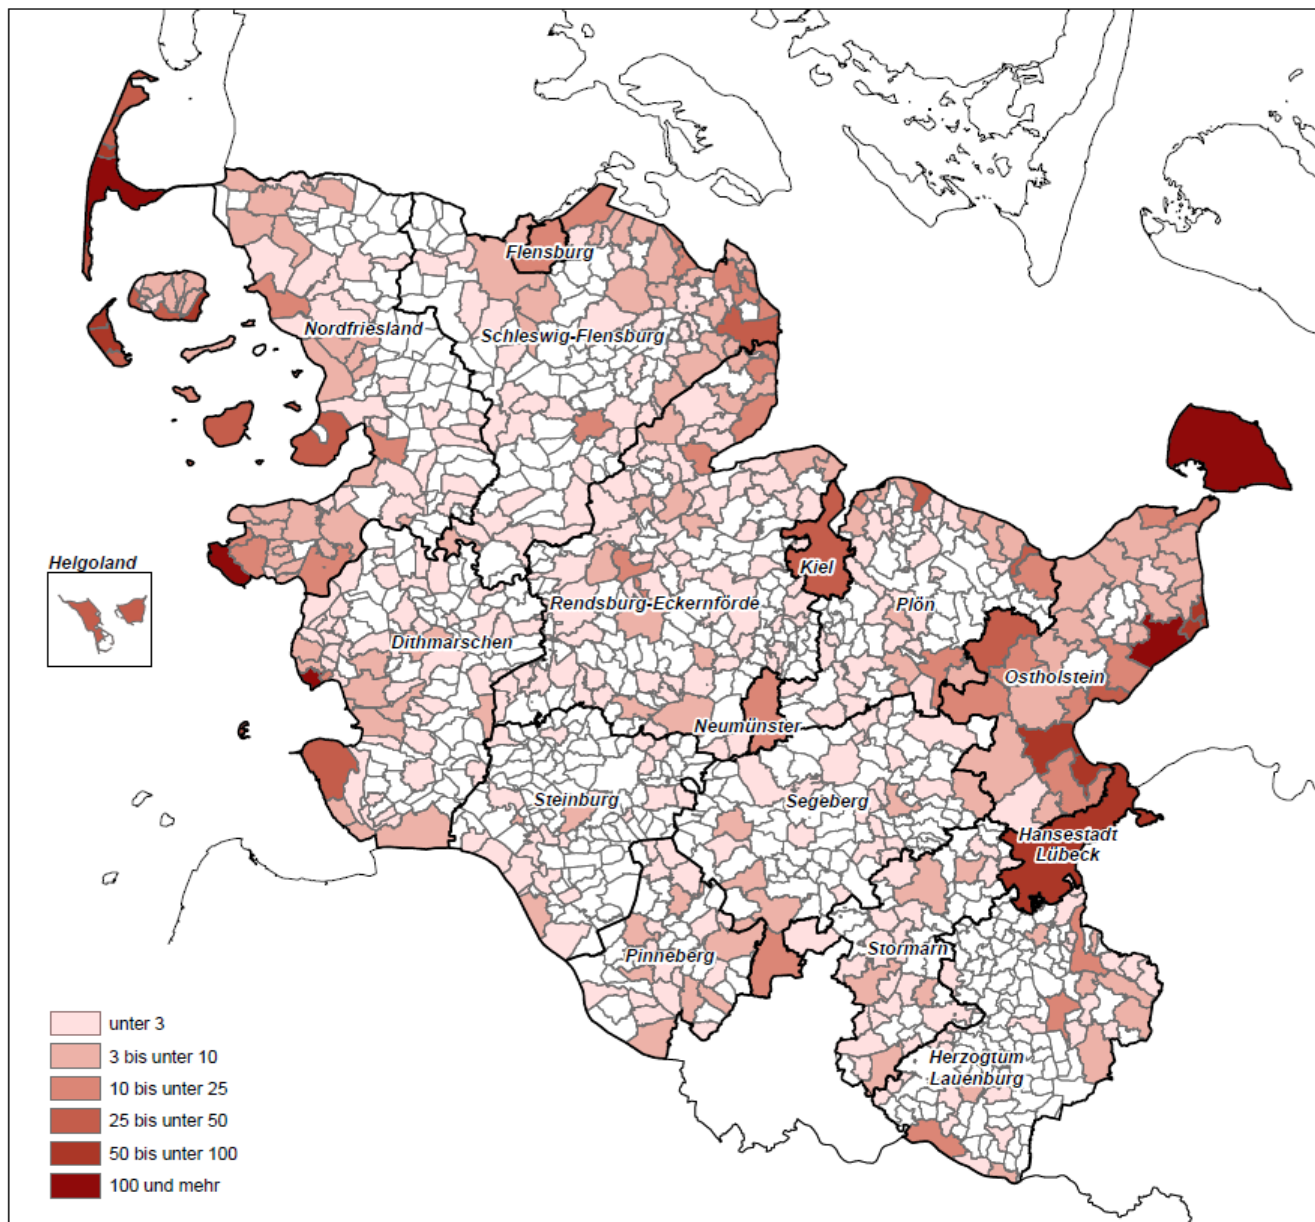 Flensburg
Nordfriesland
Schleswig-Flensburg
Helgoland
Kiel
Rendsburg-Eckernförde
Plön
Dithmarschen
Ostholstein
Neumünster
Steinburg
Segeberg
Hansestadt
Lübeck
Pinneberg
Stormarn
Herzogtum
Lauenburg
unter 3
3 bis unter 10
10 bis unter 25
25 bis unter 50
50 bis unter 100
100 und mehr